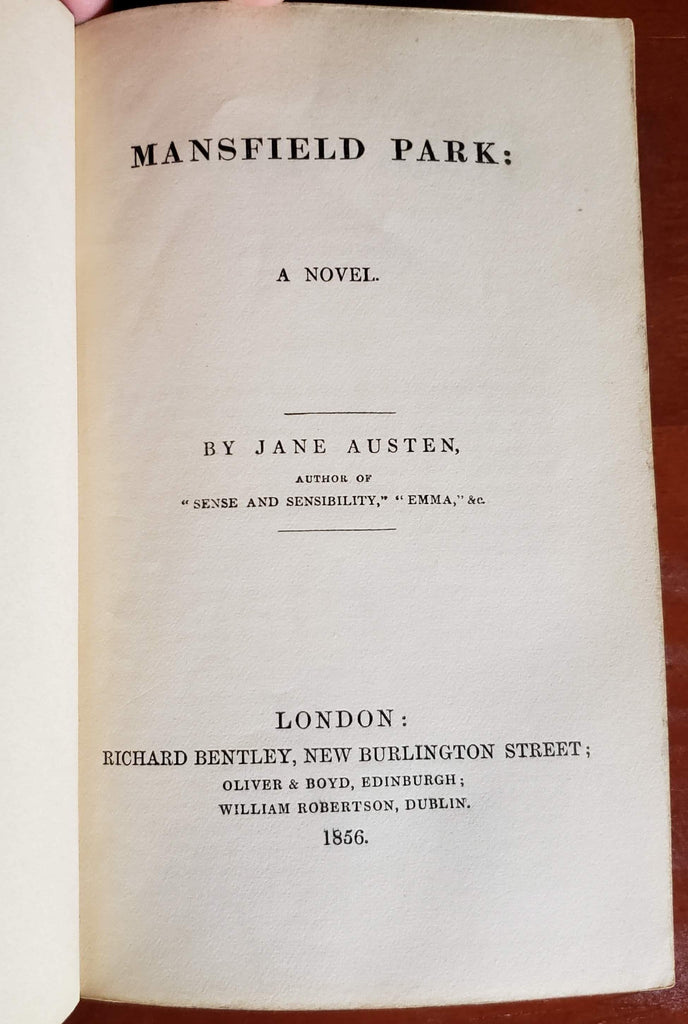 MANSFIELD PARK:
A NOVEL.
BY JANE AUSTEN,
AUTHOR OF
“SENSE AND SENSIBILITY,” “EMMA,” &c.
LONDON:
RICHARD BENTLEY, NEW BURLINGTON STREET;
OLIVER & BOYD, EDINBURGH;
WILLIAM ROBERTSON, DUBLIN.
1856.